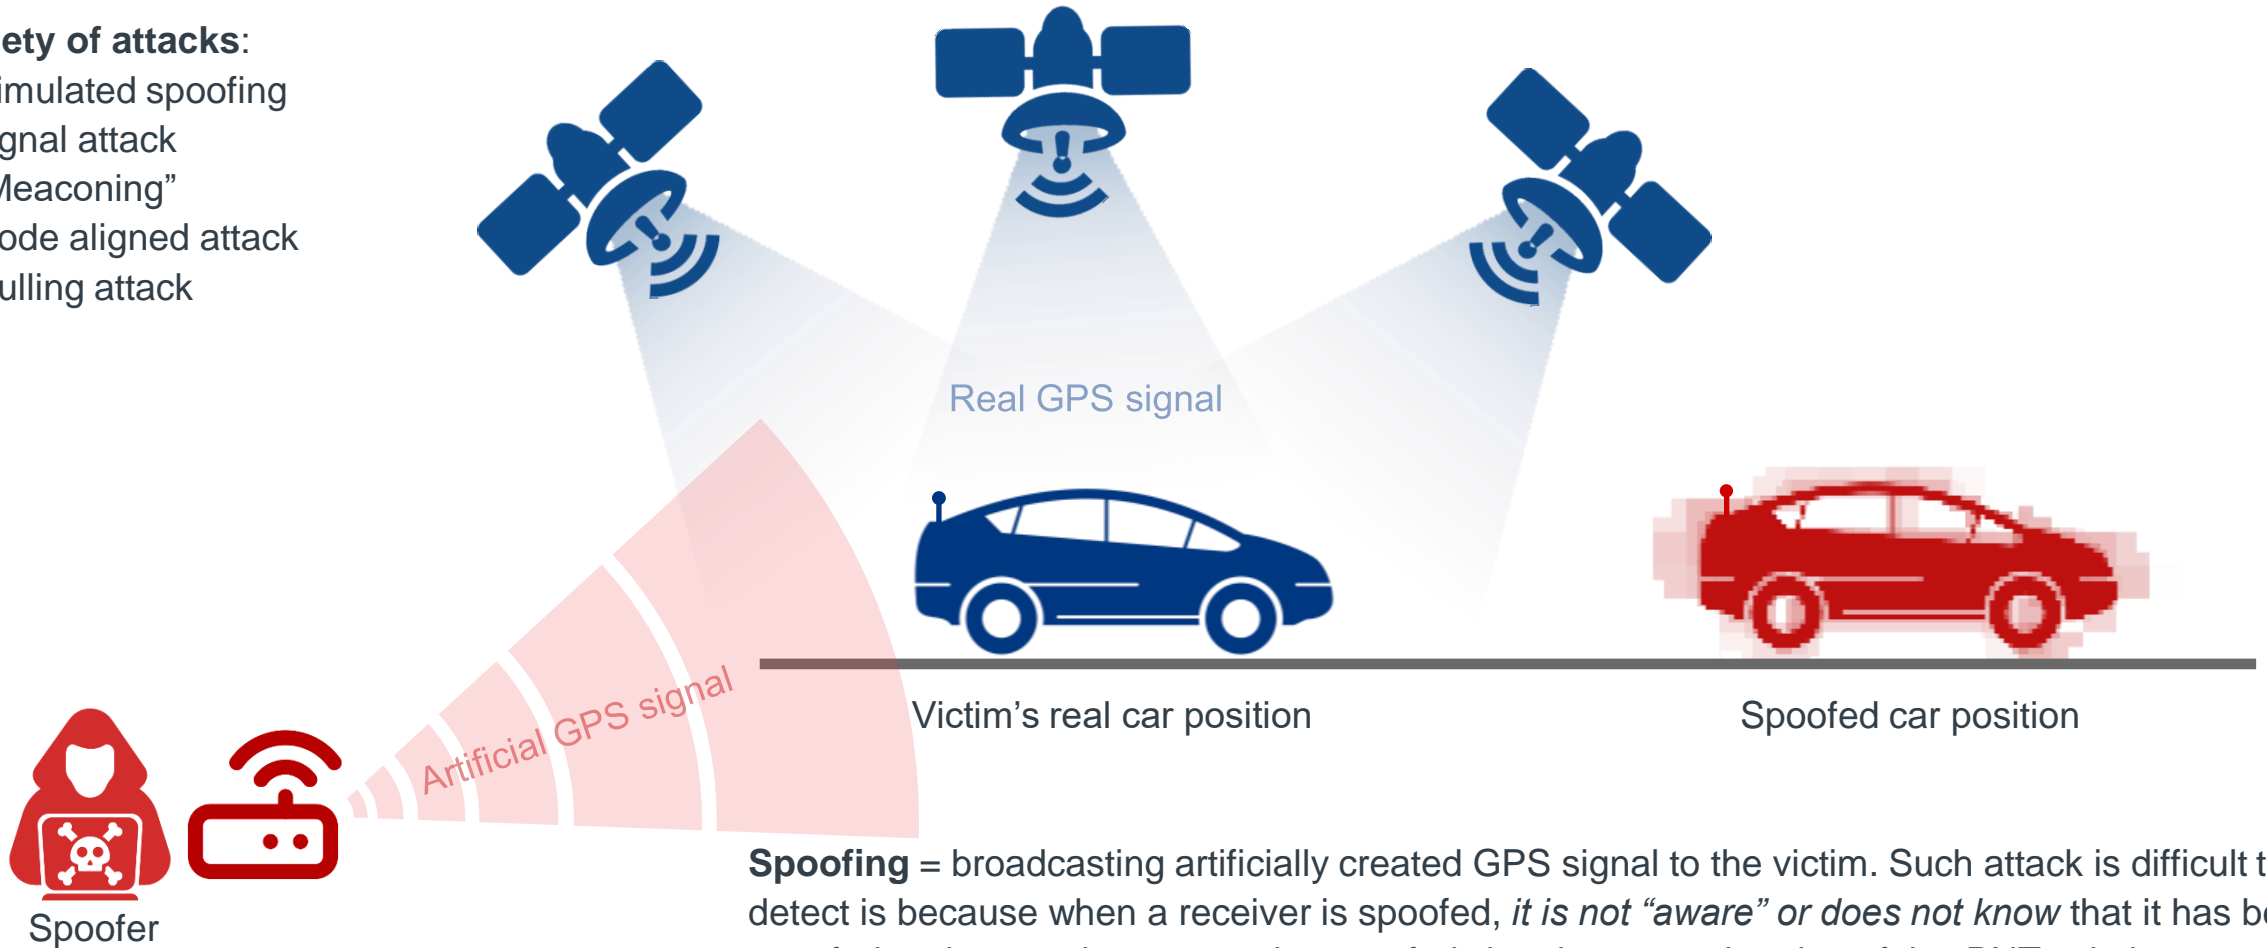 ety of attacks:
imulated spoofing
gnal attack
Meaconing”
ode aligned attack
ulling attack
Real GPS signal
Artificial GPS signal
Victim’s real car position
Spoofed car position
Spoofer
Spoofing = broadcasting artificially created GPS signal to the victim. Such attack is difficult t
detect is because when a receiver is spoofed, it is not “aware” or does not know that it has be